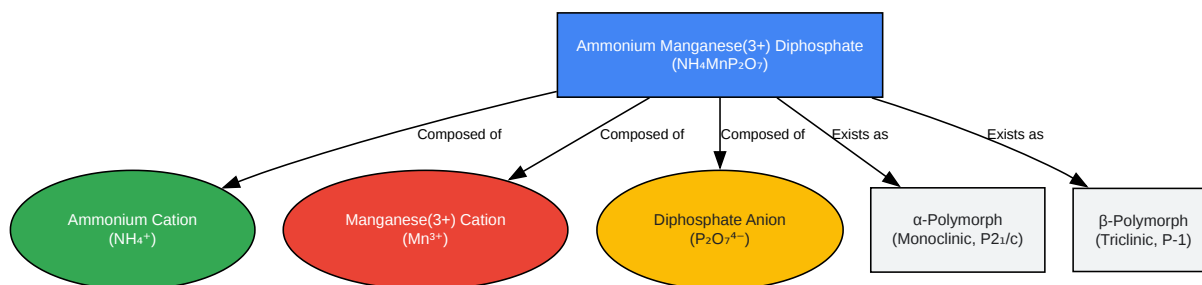 Ammonium Manganese(3+) Diphosphate
(NH₄MnP₂O₇)
Composed of
Composed of
Composed of
Exists as
Exists as
Ammonium Cation
(NH₄⁺)
Manganese(3+) Cation
(Mn³⁺)
Diphosphate Anion
(P₂O₇⁴⁻)
α-Polymorph
(Monoclinic, P2₁/c)
β-Polymorph
(Triclinic, P-1)